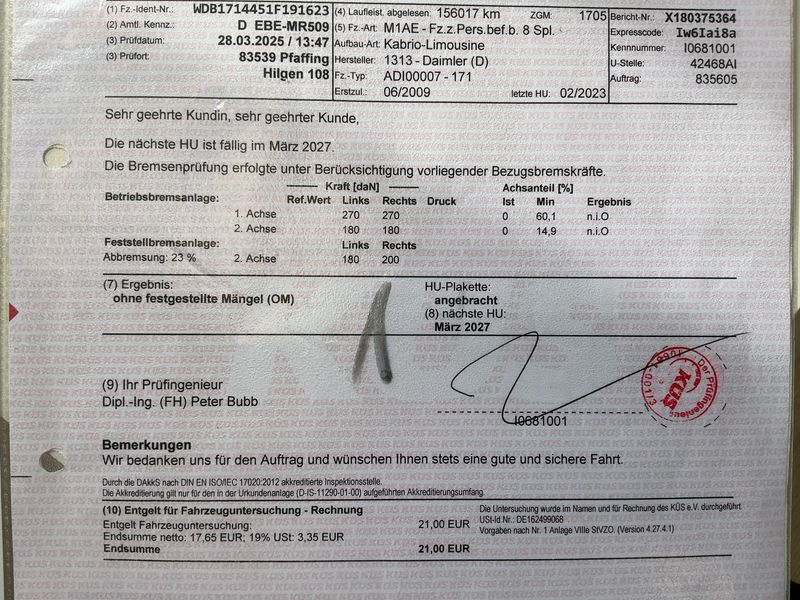 (1) Fz.-Ident-Nr.: WDB1714451F191623 (4) Laufleist. abgelesen: 156017 km ZGM: 1705 Bericht-Nr.: X180375364
(2) Amtl. Kennz.: D EBE-MR509 (5) Fz.-Art: M1AE - Fz.z.Pers.bef.b. 8 Spl. Expresscode: Iw6Iai8a
(3) Prüfdatum: 28.03.2025 / 13:47 Aufbau-Art: Kabrio-Limousine Kennnummer: I0681001
(3) Prüfort: 83539 Pfaffing Hersteller: 1313 - Daimler (D) U-Stelle: 42468AI
Hilgen 108 Fz.-Typ: ADI00007 - 171 Auftrag: 835605
Erstzul.: 06/2009 letzte HU: 02/2023
Sehr geehrte Kundin, sehr geehrter Kunde,
Die nächste HU ist fällig im März 2027.
Die Bremsenprüfung erfolgte unter Berücksichtigung vorliegender Bezugsbremskräfte.
Kraft [daN] Achsanteil [%]
Betriebsbremsanlage: Ref.Wert Links Rechts Druck Ist Min Ergebnis
1. Achse 270 270 0 60,1 n.i.O
2. Achse 180 180 0 14,9 n.i.O
Feststellbremsanlage: Links Rechts
Abbremsung: 23 % 2. Achse 180 200
(7) Ergebnis: HU-Plakette:
ohne festgestellte Mängel (OM) angebracht
(8) nächste HU:
März 2027
1
(9) Ihr Prüfingenieur
Dipl.-Ing. (FH) Peter Bubb
I0681001
Der Prüfingenieur
KÜS
Bemerkungen
Wir bedanken uns für den Auftrag und wünschen Ihnen stets eine gute und sichere Fahrt.
Durch die DAkkS nach DIN EN ISO/IEC 17020:2012 akkreditierte Inspektionsstelle.
Die Akkreditierung gilt nur für den in der Urkundenanlage (D-IS-11290-01-00) aufgeführten Akkreditierungsumfang.
(10) Entgelt für Fahrzeuguntersuchung - Rechnung
Entgelt Fahrzeuguntersuchung: 21,00 EUR
Endsumme netto: 17,65 EUR; 19% USt: 3,35 EUR
Endsumme 21,00 EUR
Die Untersuchung wurde im Namen und für Rechnung des KÜS e.V. durchgeführt.
USt-Id Nr.: DE162499068
Vorgaben nach Nr. 1 Anlage VIIIe StVZO. (Version 4.27.4.1)